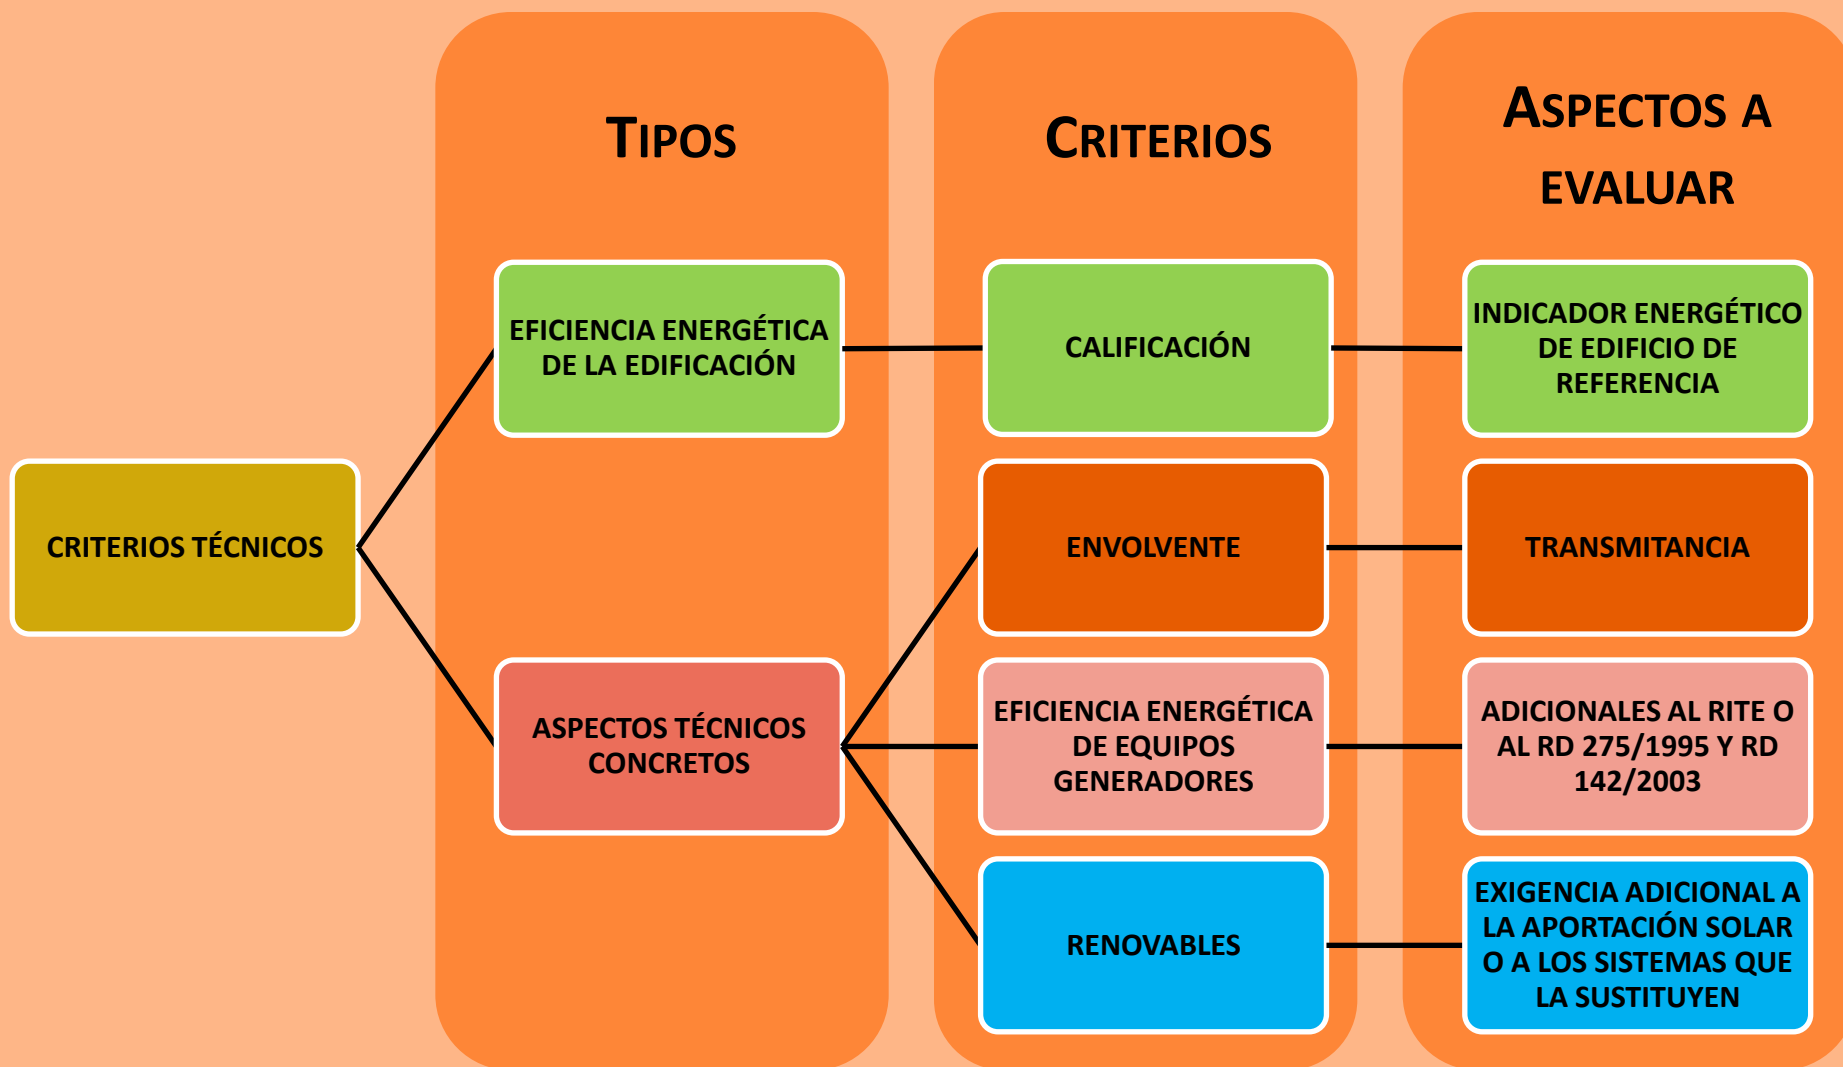 TIPOS
CRITERIOS
ASPECTOS A
EVALUAR
EFICIENCIA ENERGÉTICA
DE LA EDIFICACIÓN
CALIFICACIÓN
INDICADOR ENERGÉTICO
DE EDIFICIO DE
REFERENCIA
CRITERIOS TÉCNICOS
ENVOLVENTE
TRANSMITANCIA
ASPECTOS TÉCNICOS
CONCRETOS
EFICIENCIA ENERGÉTICA
DE EQUIPOS
GENERADORES
ADICIONALES AL RITE O
AL RD 275/1995 Y RD
142/2003
RENOVABLES
EXIGENCIA ADICIONAL A
LA APORTACIÓN SOLAR
O A LOS SISTEMAS QUE
LA SUSTITUYEN